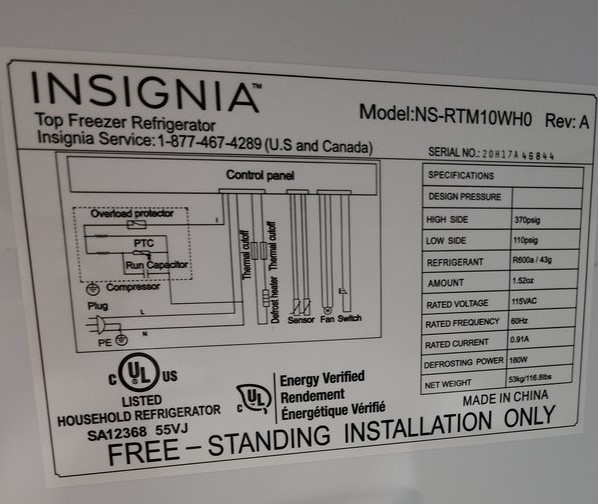 INSIGNIA™
Top Freezer Refrigerator
Insignia Service:1-877-467-4289 (U.S and Canada)
Model:NS-RTM10WH0 Rev: A
SERIAL NO.: 20H17A46844
Control panel
Overload protector
PTC
Run Capacitor
Compressor
Plug
PE
L
N
Thermal cutoff
Thermal cutoff
Defrost heater
Sensor Fan Switch
SPECIFICATIONS
DESIGN PRESSURE
HIGH SIDE 370psig
LOW SIDE 110psig
REFRIGERANT R600a / 43g
AMOUNT 1.52oz
RATED VOLTAGE 115VAC
RATED FREQUENCY 60Hz
RATED CURRENT 0.91A
DEFROSTING POWER 180W
NET WEIGHT 53kg/116.8lbs
MADE IN CHINA
C UL US
LISTED
HOUSEHOLD REFRIGERATOR
SA12368 55VJ
C UL
Energy Verified
Rendement
Énergétique Vérifié
FREE-STANDING INSTALLATION ONLY